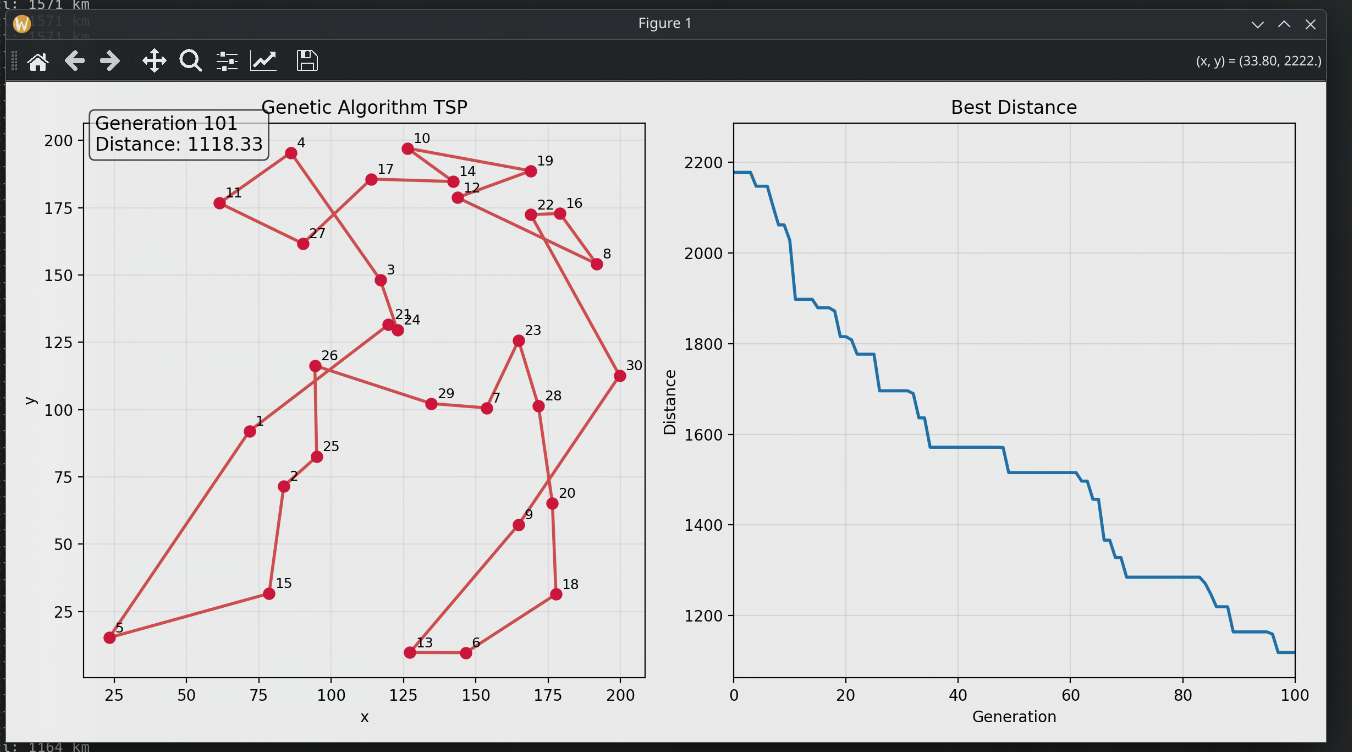 l: 1571 km
1571 km
1571 km
W
Figure 1
(x, y) = (33.80, 2222.)
Genetic Algorithm TSP
Generation 101
Distance: 1118.33
200
175
150
125
100
75
50
25
y
25 50 75 100 125 150 175 200
x
4
10
19
17
14
12
11
22
16
27
8
3
21
24
23
26
30
29
7
28
1
25
2
20
9
15
18
5
13
6
Best Distance
2200
2000
1800
1600
1400
1200
Distance
0 20 40 60 80 100
Generation
l: 1164 km